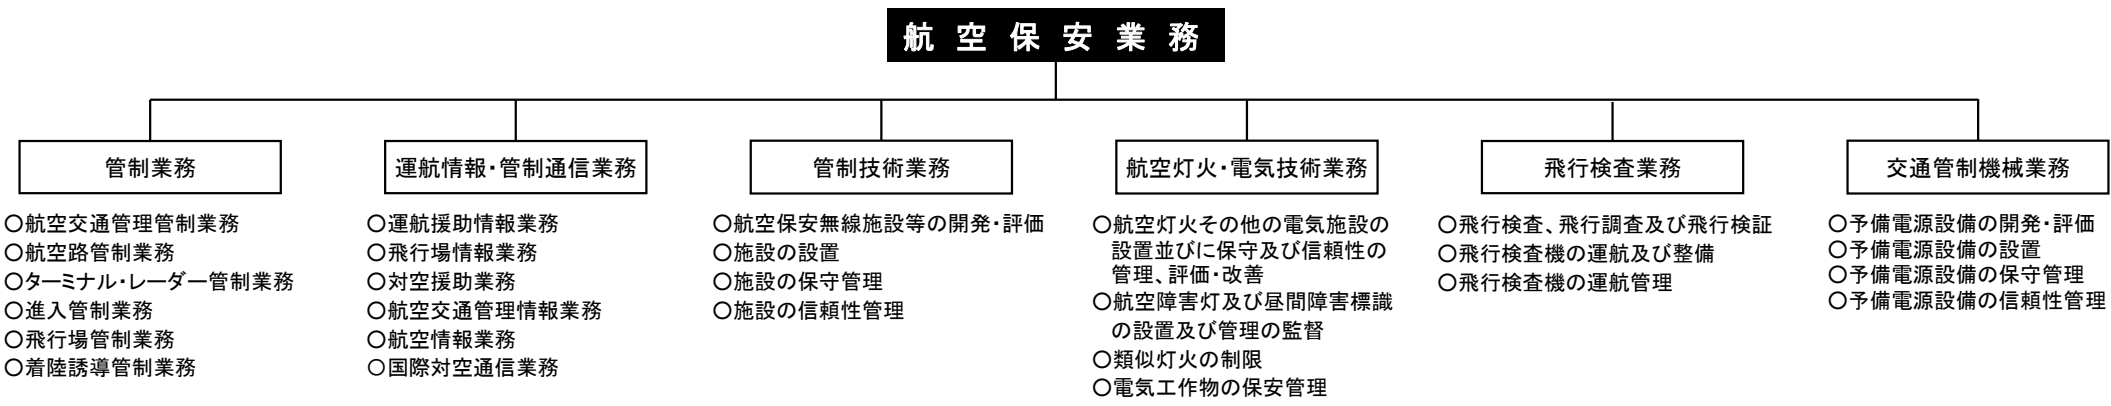 航空保安業務
管制業務
○航空交通管理管制業務
○航空路管制業務
○ターミナル・レーダー管制業務
○進入管制業務
○飛行場管制業務
○着陸誘導管制業務
運航情報・管制通信業務
○運航援助情報業務
○飛行場情報業務
○対空援助業務
○航空交通管理情報業務
○航空情報業務
○国際対空通信業務
管制技術業務
○航空保安無線施設等の開発・評価
○施設の設置
○施設の保守管理
○施設の信頼性管理
航空灯火・電気技術業務
○航空灯火その他の電気施設の
設置並びに保守及び信頼性の
管理、評価・改善
○航空障害灯及び昼間障害標識
の設置及び管理の監督
○類似灯火の制限
○電気工作物の保安管理
飛行検査業務
○飛行検査、飛行調査及び飛行検証
○飛行検査機の運航及び整備
○飛行検査機の運航管理
交通管制機械業務
○予備電源設備の開発・評価
○予備電源設備の設置
○予備電源設備の保守管理
○予備電源設備の信頼性管理